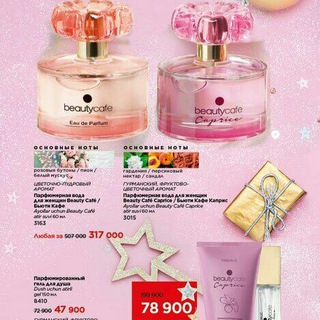 beautycafe
Eau de Parfum
beautycafe
Caprice
ОСНОВНЫЕ НОТЫ
розовые бутоны / пион /
белый мускус
ЦВЕТОЧНО-ПУДРОВЫЙ
АРОМАТ
Парфюмерная вода
для женщин Beauty Café /
Бьюти Кафе
Ayollar uchun Beauty Café
atir suvi 60 мл.
3163
ОСНОВНЫЕ НОТЫ
гардения / персиковый
нектар / сандал
ГУРМАНСКИЙ, ФРУКТОВО-
ЦВЕТОЧНЫЙ АРОМАТ
Парфюмерная вода для женщин
Beauty Café Caprice / Бьюти Кафе Каприс
Ayollar uchun Beauty Café Caprice
atir suvi 60 мл.
3015
Любая за 507 000 317 000
Парфюмированный
гель для душа
Dush uchun atirli
gel 150 мл.
8410
72 900 47 900
78 900
beautycafe
Caprice